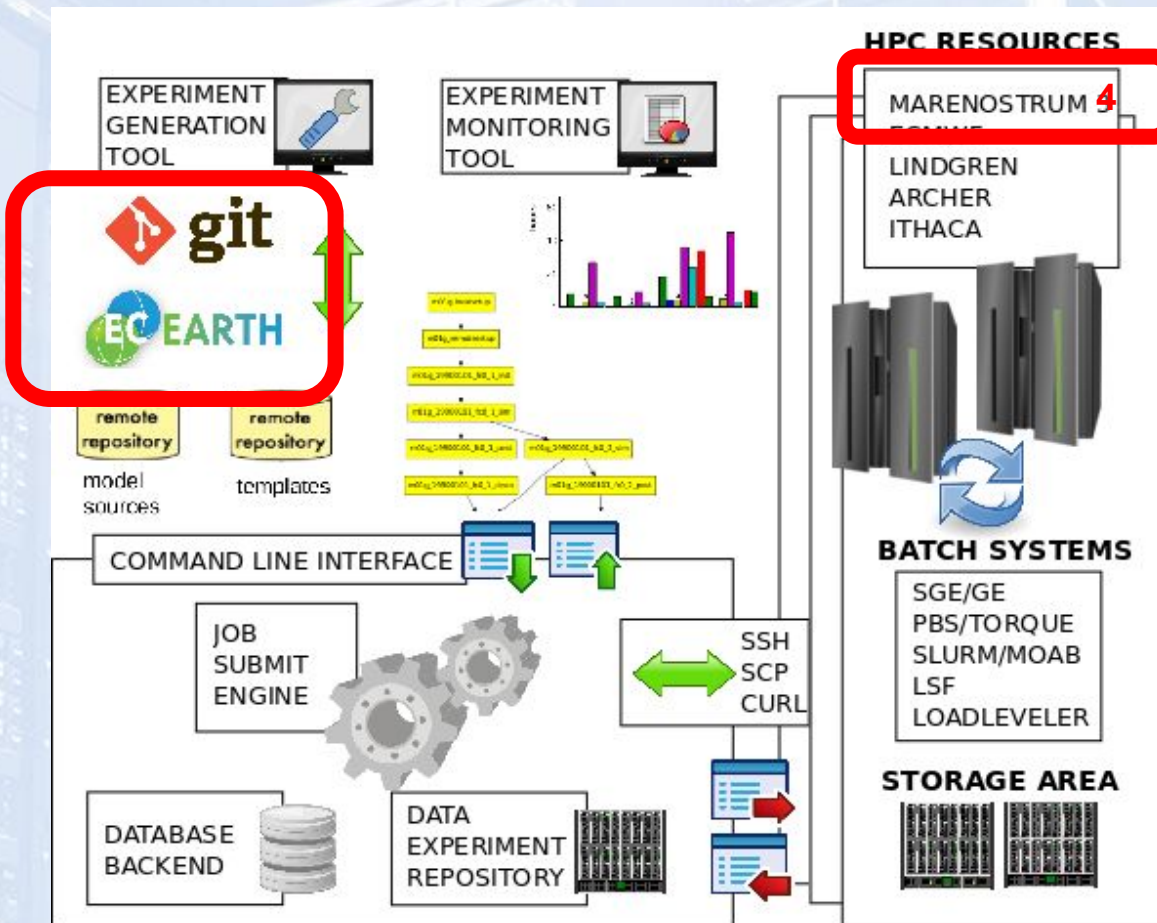 HPC RESOURCES
EXPERIMENT
GENERATION
TOOL
EXPERIMENT
MONITORING
TOOL
MARENOSTRUM 4
ECMWF
LINDGREN
ARCHER
ITHACA
git
EC EARTH
remote
repository
remote
repository
model
sources
templates
COMMAND LINE INTERFACE
JOB
SUBMIT
ENGINE
SSH
SCP
CURL
BATCH SYSTEMS
SGE/GE
PBS/TORQUE
SLURM/MOAB
LSF
LOADLEVELER
STORAGE AREA
DATABASE
BACKEND
DATA
EXPERIMENT
REPOSITORY